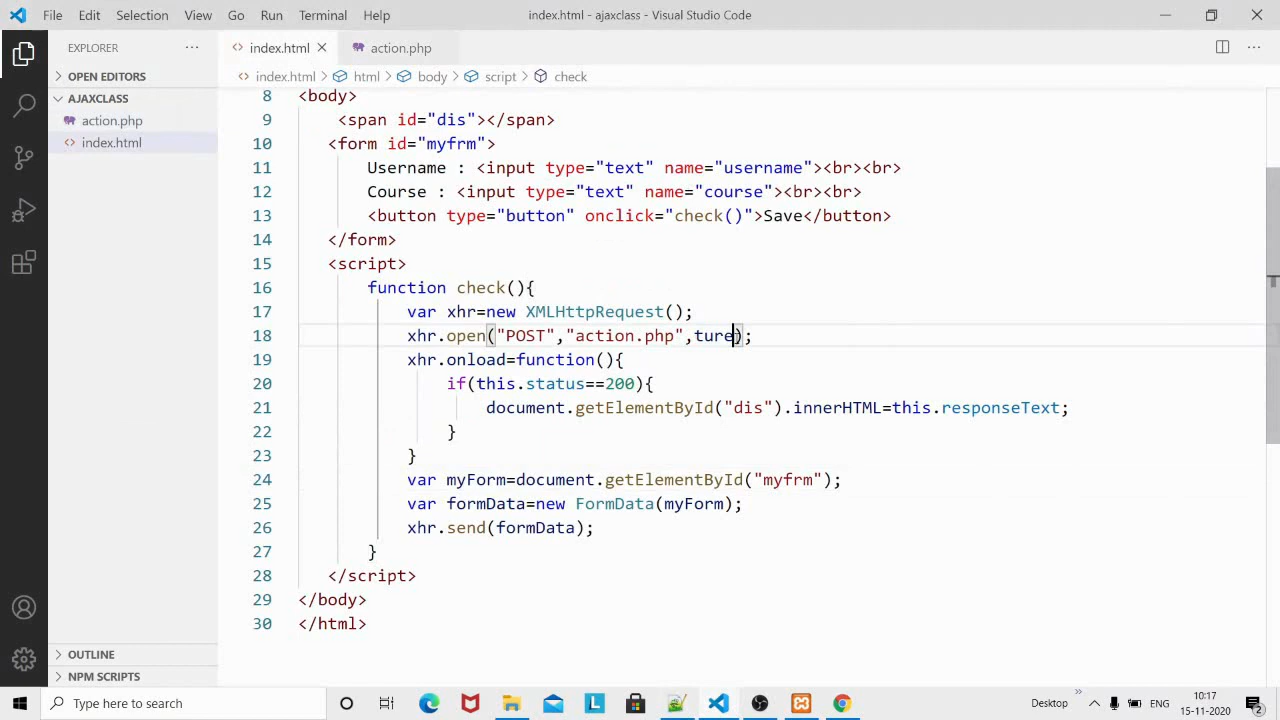 File Edit Selection View Go Run Terminal Help index.html - ajaxclass - Visual Studio Code
EXPLORER ...
index.html action.php
OPEN EDITORS
index.html > html > body > script > check
AJAXCLASS
action.php
index.html
8 <body>
9 <span id="dis"></span>
10 <form id="myfrm">
11 Username : <input type="text" name="username"><br><br>
12 Course : <input type="text" name="course"><br><br>
13 <button type="button" onclick="check()">Save</button>
14 </form>
15 <script>
16 function check(){
17 var xhr=new XMLHttpRequest();
18 xhr.open("POST","action.php",ture);
19 xhr.onload=function(){
20 if(this.status==200){
21 document.getElementById("dis").innerHTML=this.responseText;
22 }
23 }
24 var myForm=document.getElementById("myfrm");
25 var formData=new FormData(myForm);
26 xhr.send(formData);
27 }
28 </script>
29 </body>
30 </html>
OUTLINE
NPM SCRIPTS
Type here to search
Desktop ENG 10:17
15-11-2020
2